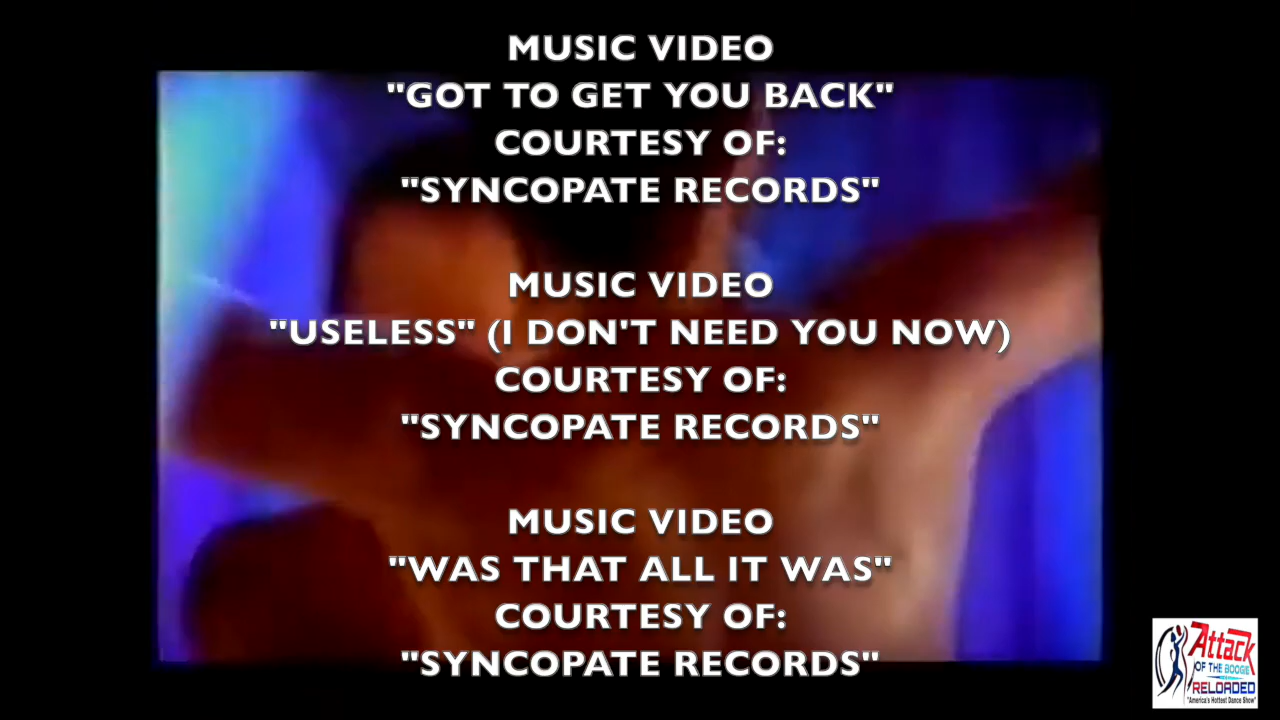 MUSIC VIDEO
"GOT TO GET YOU BACK"
COURTESY OF:
"SYNCOPATE RECORDS"
MUSIC VIDEO
"USELESS" (I DON'T NEED YOU NOW)
COURTESY OF:
"SYNCOPATE RECORDS"
MUSIC VIDEO
"WAS THAT ALL IT WAS"
COURTESY OF:
"SYNCOPATE RECORDS"
Attack
OF THE BOOGIE
RELOADED
"America's Hottest Dance Show"